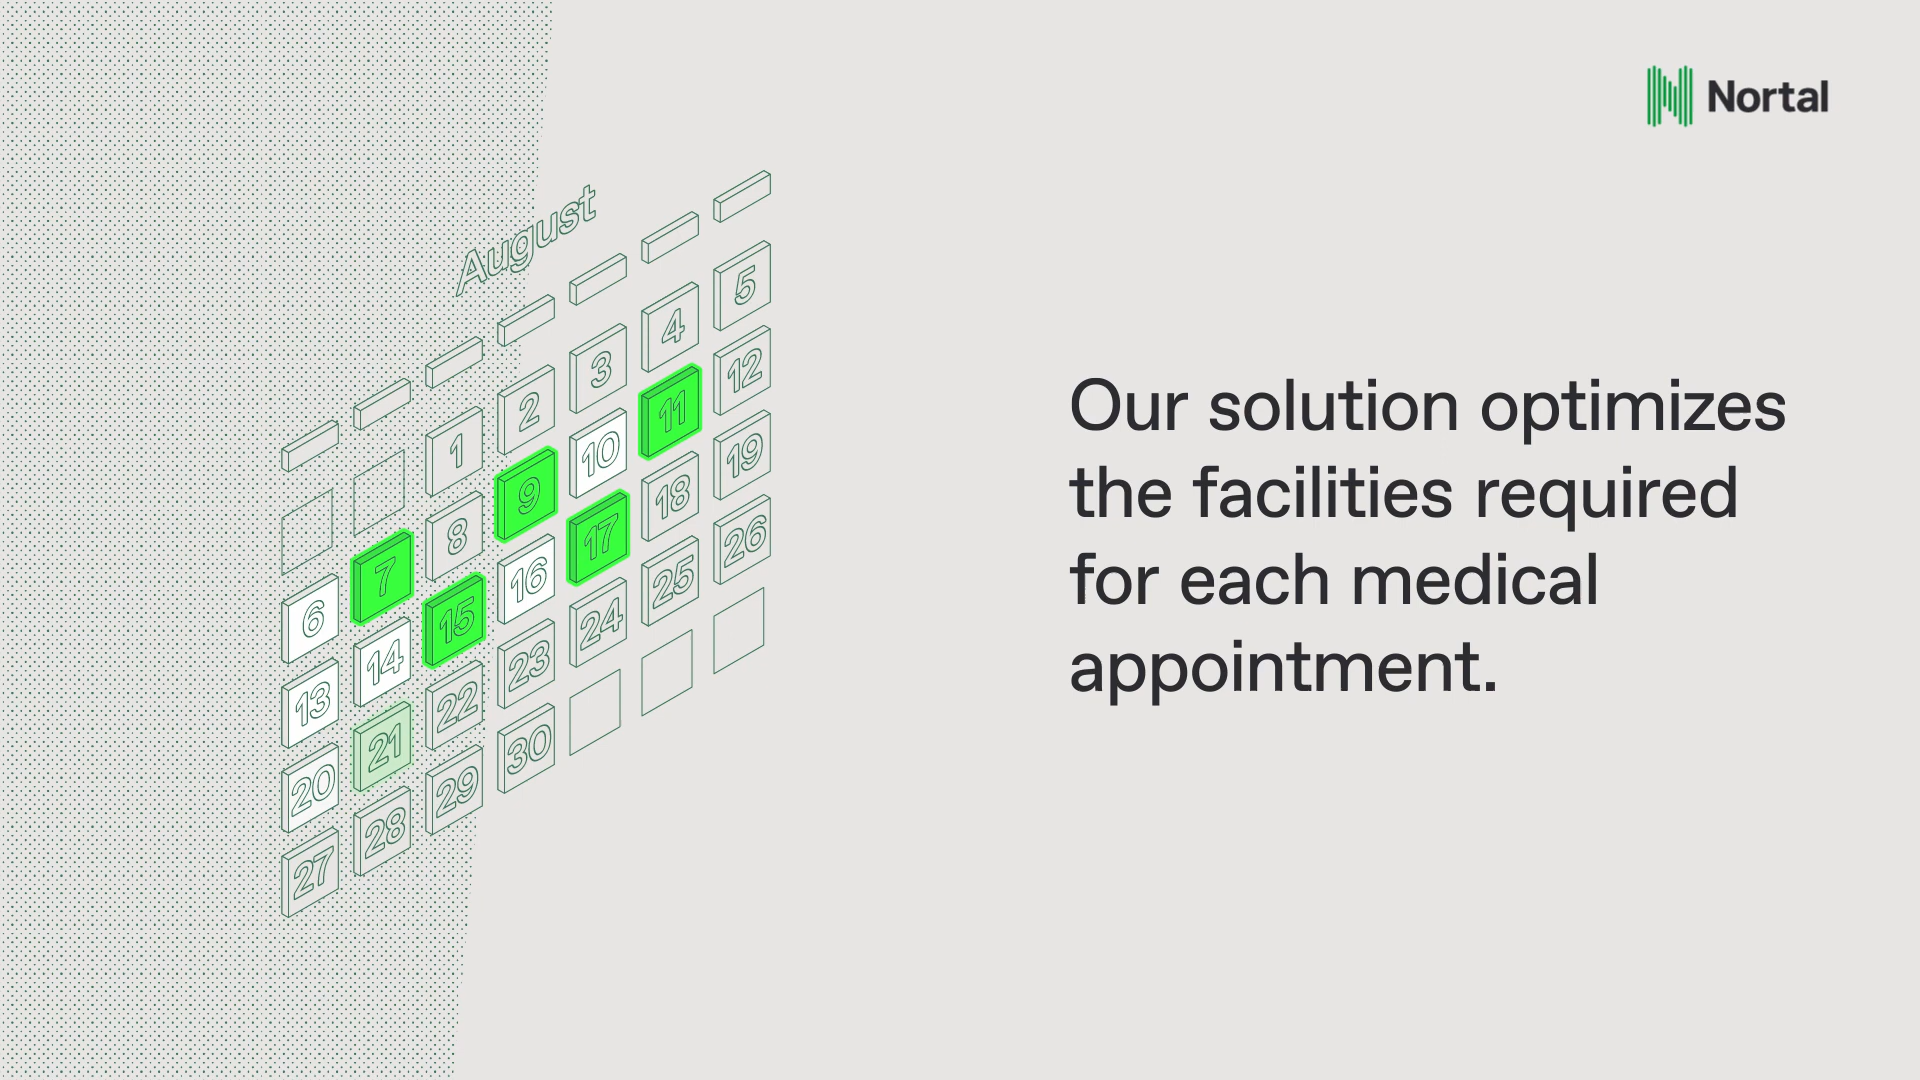 Nortal
August
1 2 3 4 5
6 7 8 9 10 11 12
13 14 15 16 17 18 19
20 21 22 23 24 25 26
27 28 29 30
Our solution optimizes
the facilities required
for each medical
appointment.